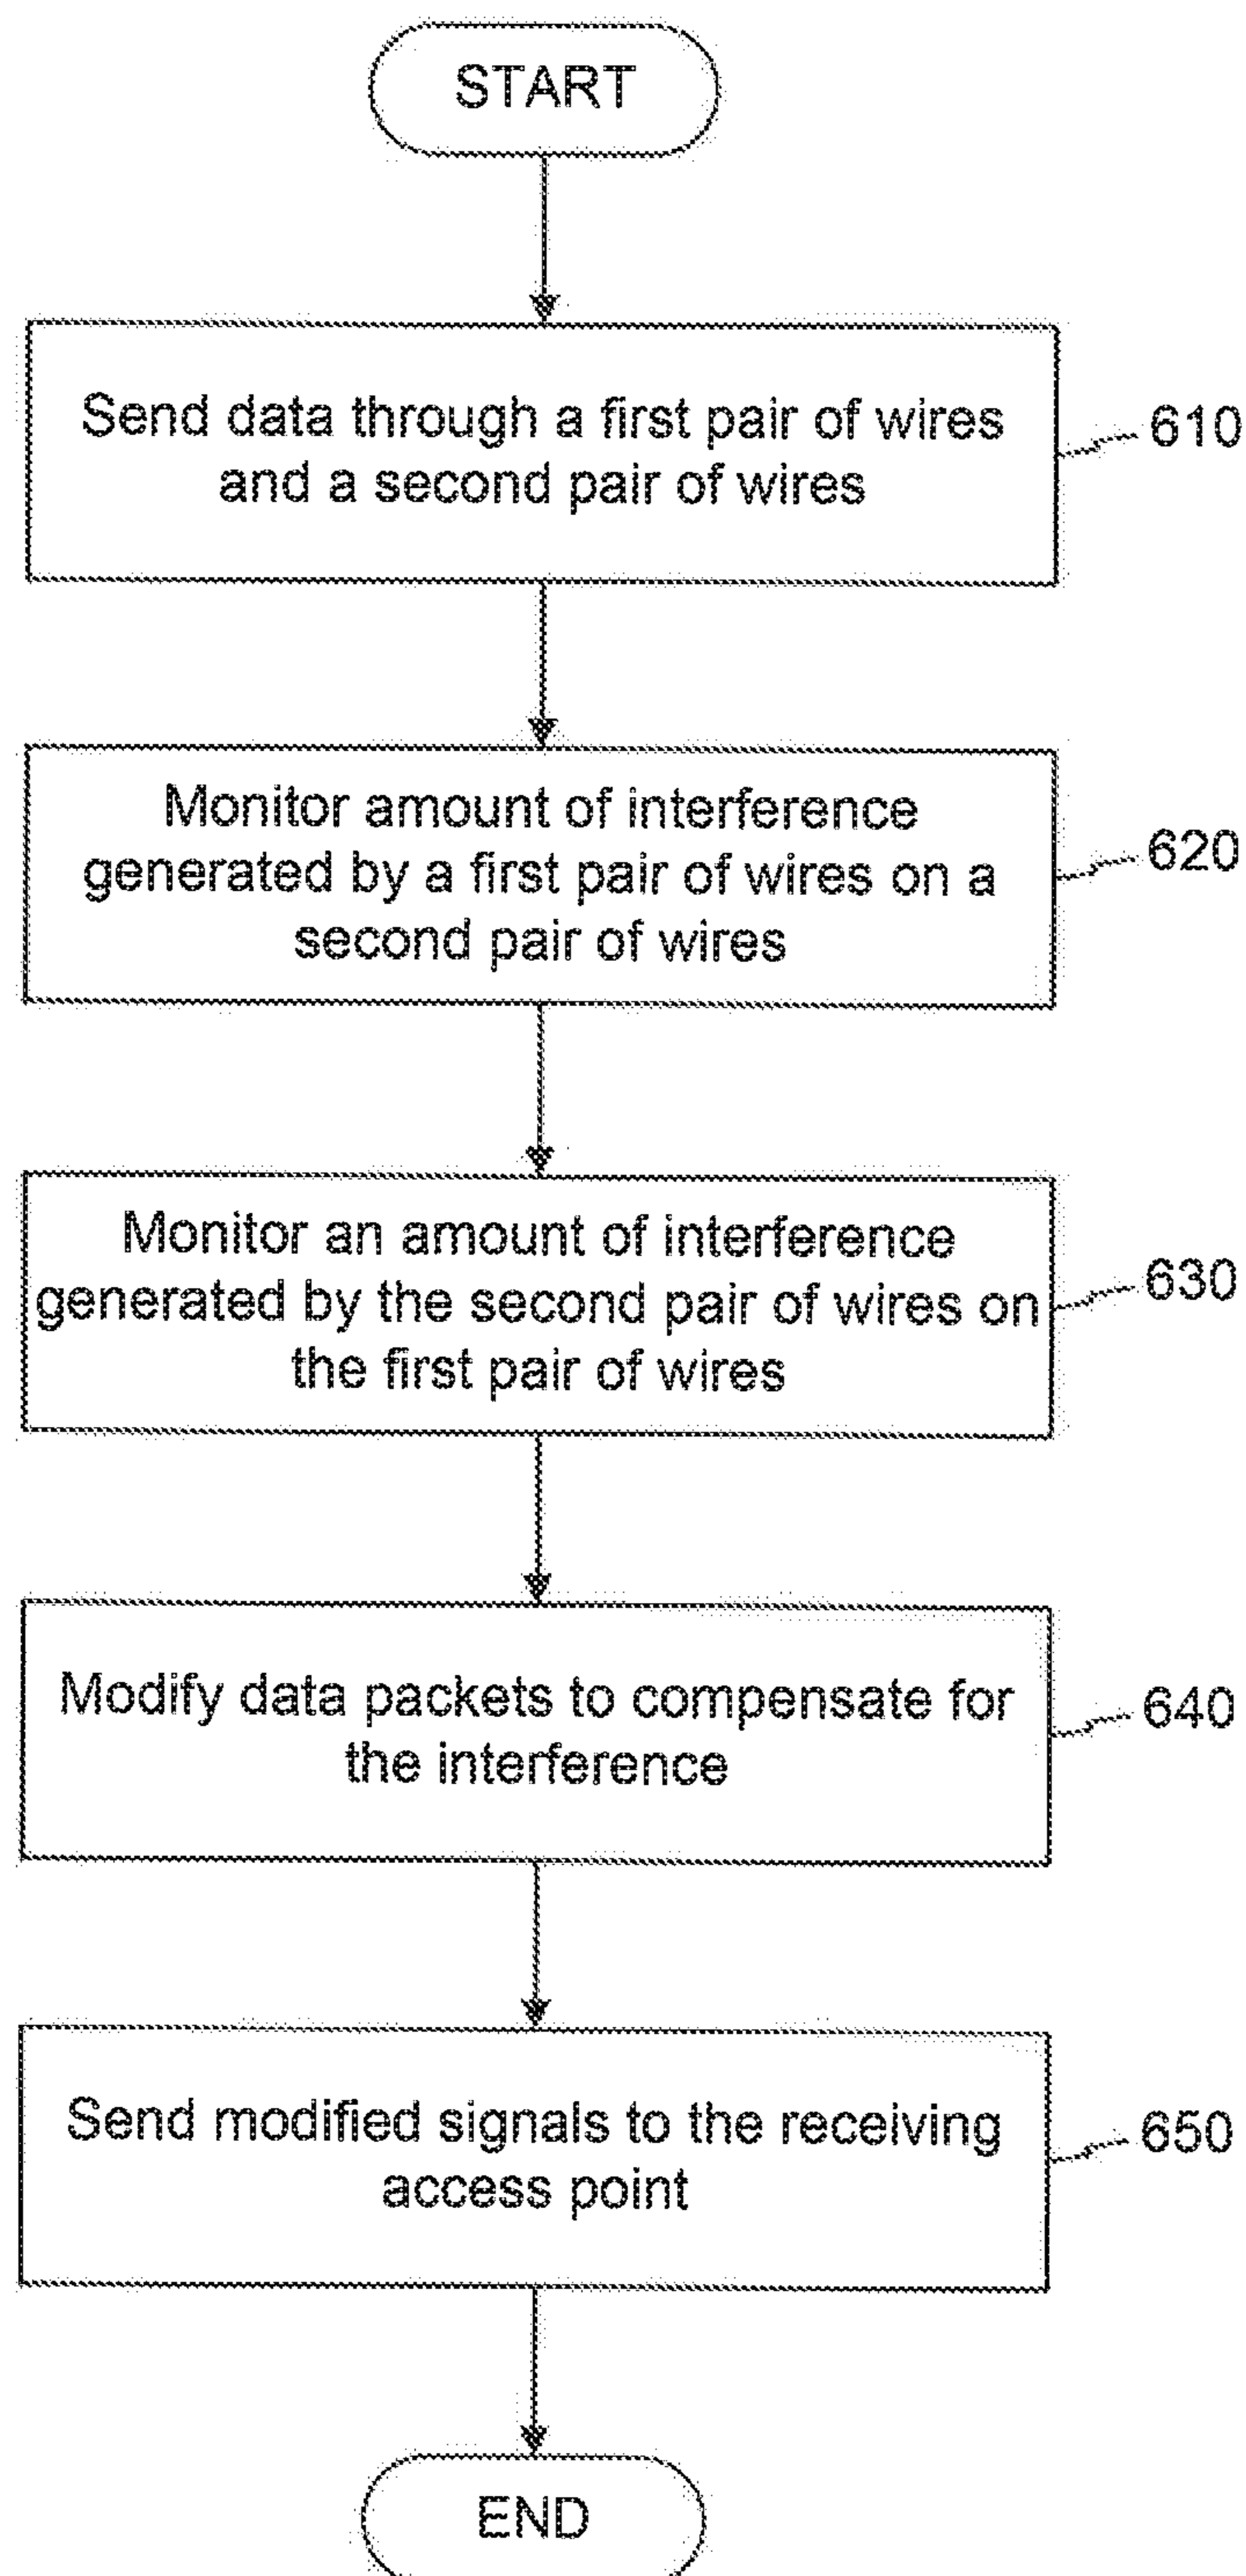 START
Send data through a first pair of wires
and a second pair of wires
610
Monitor amount of interference
generated by a first pair of wires on a
second pair of wires
620
Monitor an amount of interference
generated by the second pair of wires on
the first pair of wires
630
Modify data packets to compensate for
the interference
640
Send modified signals to the receiving
access point
650
END